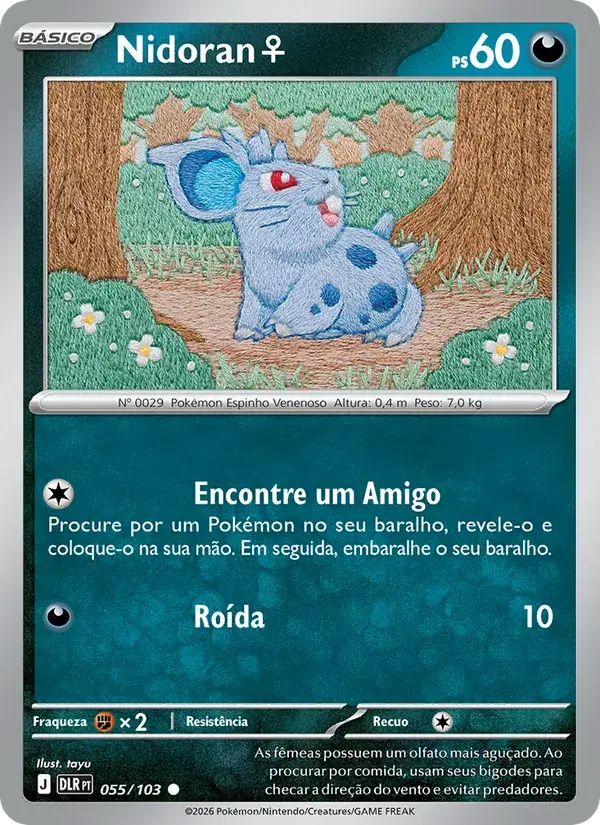 BÁSICO
Nidoran♀
PS60
Nº 0029 Pokémon Espinho Venenoso Altura: 0,4 m Peso: 7,0 kg
Encontre um Amigo
Procure por um Pokémon no seu baralho, revele-o e
coloque-o na sua mão. Em seguida, embaralhe o seu baralho.
Roída 10
Fraqueza ×2 Resistência Recuo
Ilust. tayu
J DLR PT 055/103
As fêmeas possuem um olfato mais aguçado. Ao
procurar por comida, usam seus bigodes para
checar a direção do vento e evitar predadores.
©2026 Pokémon/Nintendo/Creatures/GAME FREAK